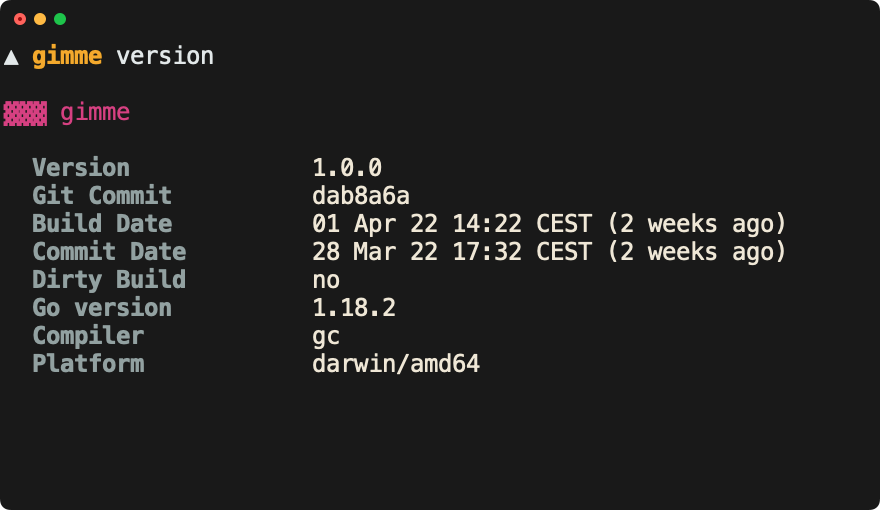 ▲ gimme version
▓▓▓ gimme
Version 1.0.0
Git Commit dab8a6a
Build Date 01 Apr 22 14:22 CEST (2 weeks ago)
Commit Date 28 Mar 22 17:32 CEST (2 weeks ago)
Dirty Build no
Go version 1.18.2
Compiler gc
Platform darwin/amd64